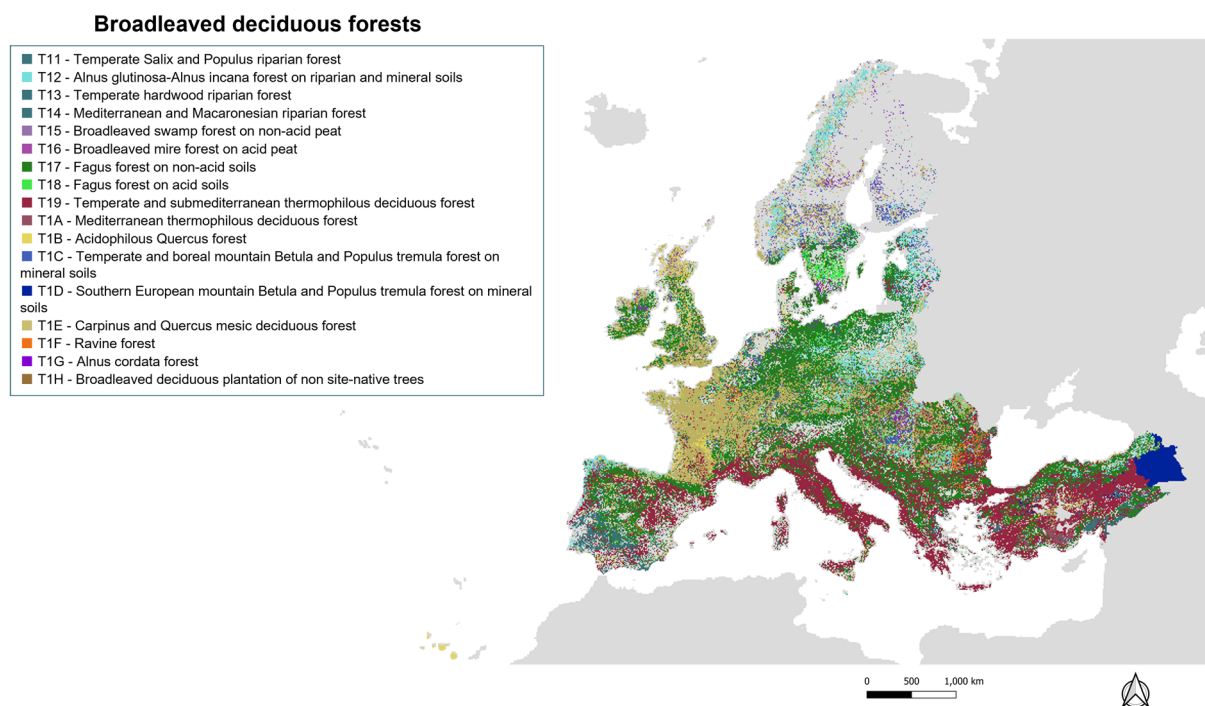 Broadleaved deciduous forests
T11 - Temperate Salix and Populus riparian forest
T12 - Alnus glutinosa-Alnus incana forest on riparian and mineral soils
T13 - Temperate hardwood riparian forest
T14 - Mediterranean and Macaronesian riparian forest
T15 - Broadleaved swamp forest on non-acid peat
T16 - Broadleaved mire forest on acid peat
T17 - Fagus forest on non-acid soils
T18 - Fagus forest on acid soils
T19 - Temperate and submediterranean thermophilous deciduous forest
T1A - Mediterranean thermophilous deciduous forest
T1B - Acidophilous Quercus forest
T1C - Temperate and boreal mountain Betula and Populus tremula forest on
mineral soils
T1D - Southern European mountain Betula and Populus tremula forest on mineral
soils
T1E - Carpinus and Quercus mesic deciduous forest
T1F - Ravine forest
T1G - Alnus cordata forest
T1H - Broadleaved deciduous plantation of non site-native trees
0 500 1,000 km